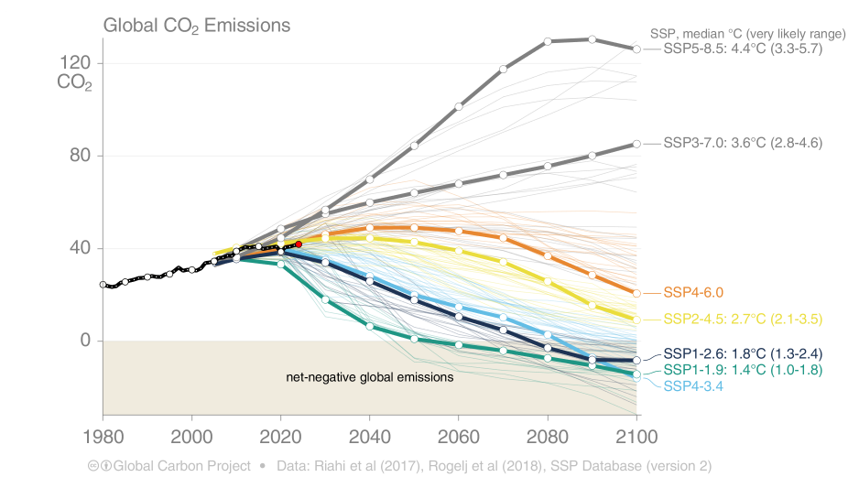 Global CO₂ Emissions
SSP, median °C (very likely range)
SSP5-8.5: 4.4°C (3.3-5.7)
120
CO₂
SSP3-7.0: 3.6°C (2.8-4.6)
80
40
SSP4-6.0
SSP2-4.5: 2.7°C (2.1-3.5)
0
SSP1-2.6: 1.8°C (1.3-2.4)
SSP1-1.9: 1.4°C (1.0-1.8)
net-negative global emissions
SSP4-3.4
1980 2000 2020 2040 2060 2080 2100
Global Carbon Project • Data: Riahi et al (2017), Rogelj et al (2018), SSP Database (version 2)